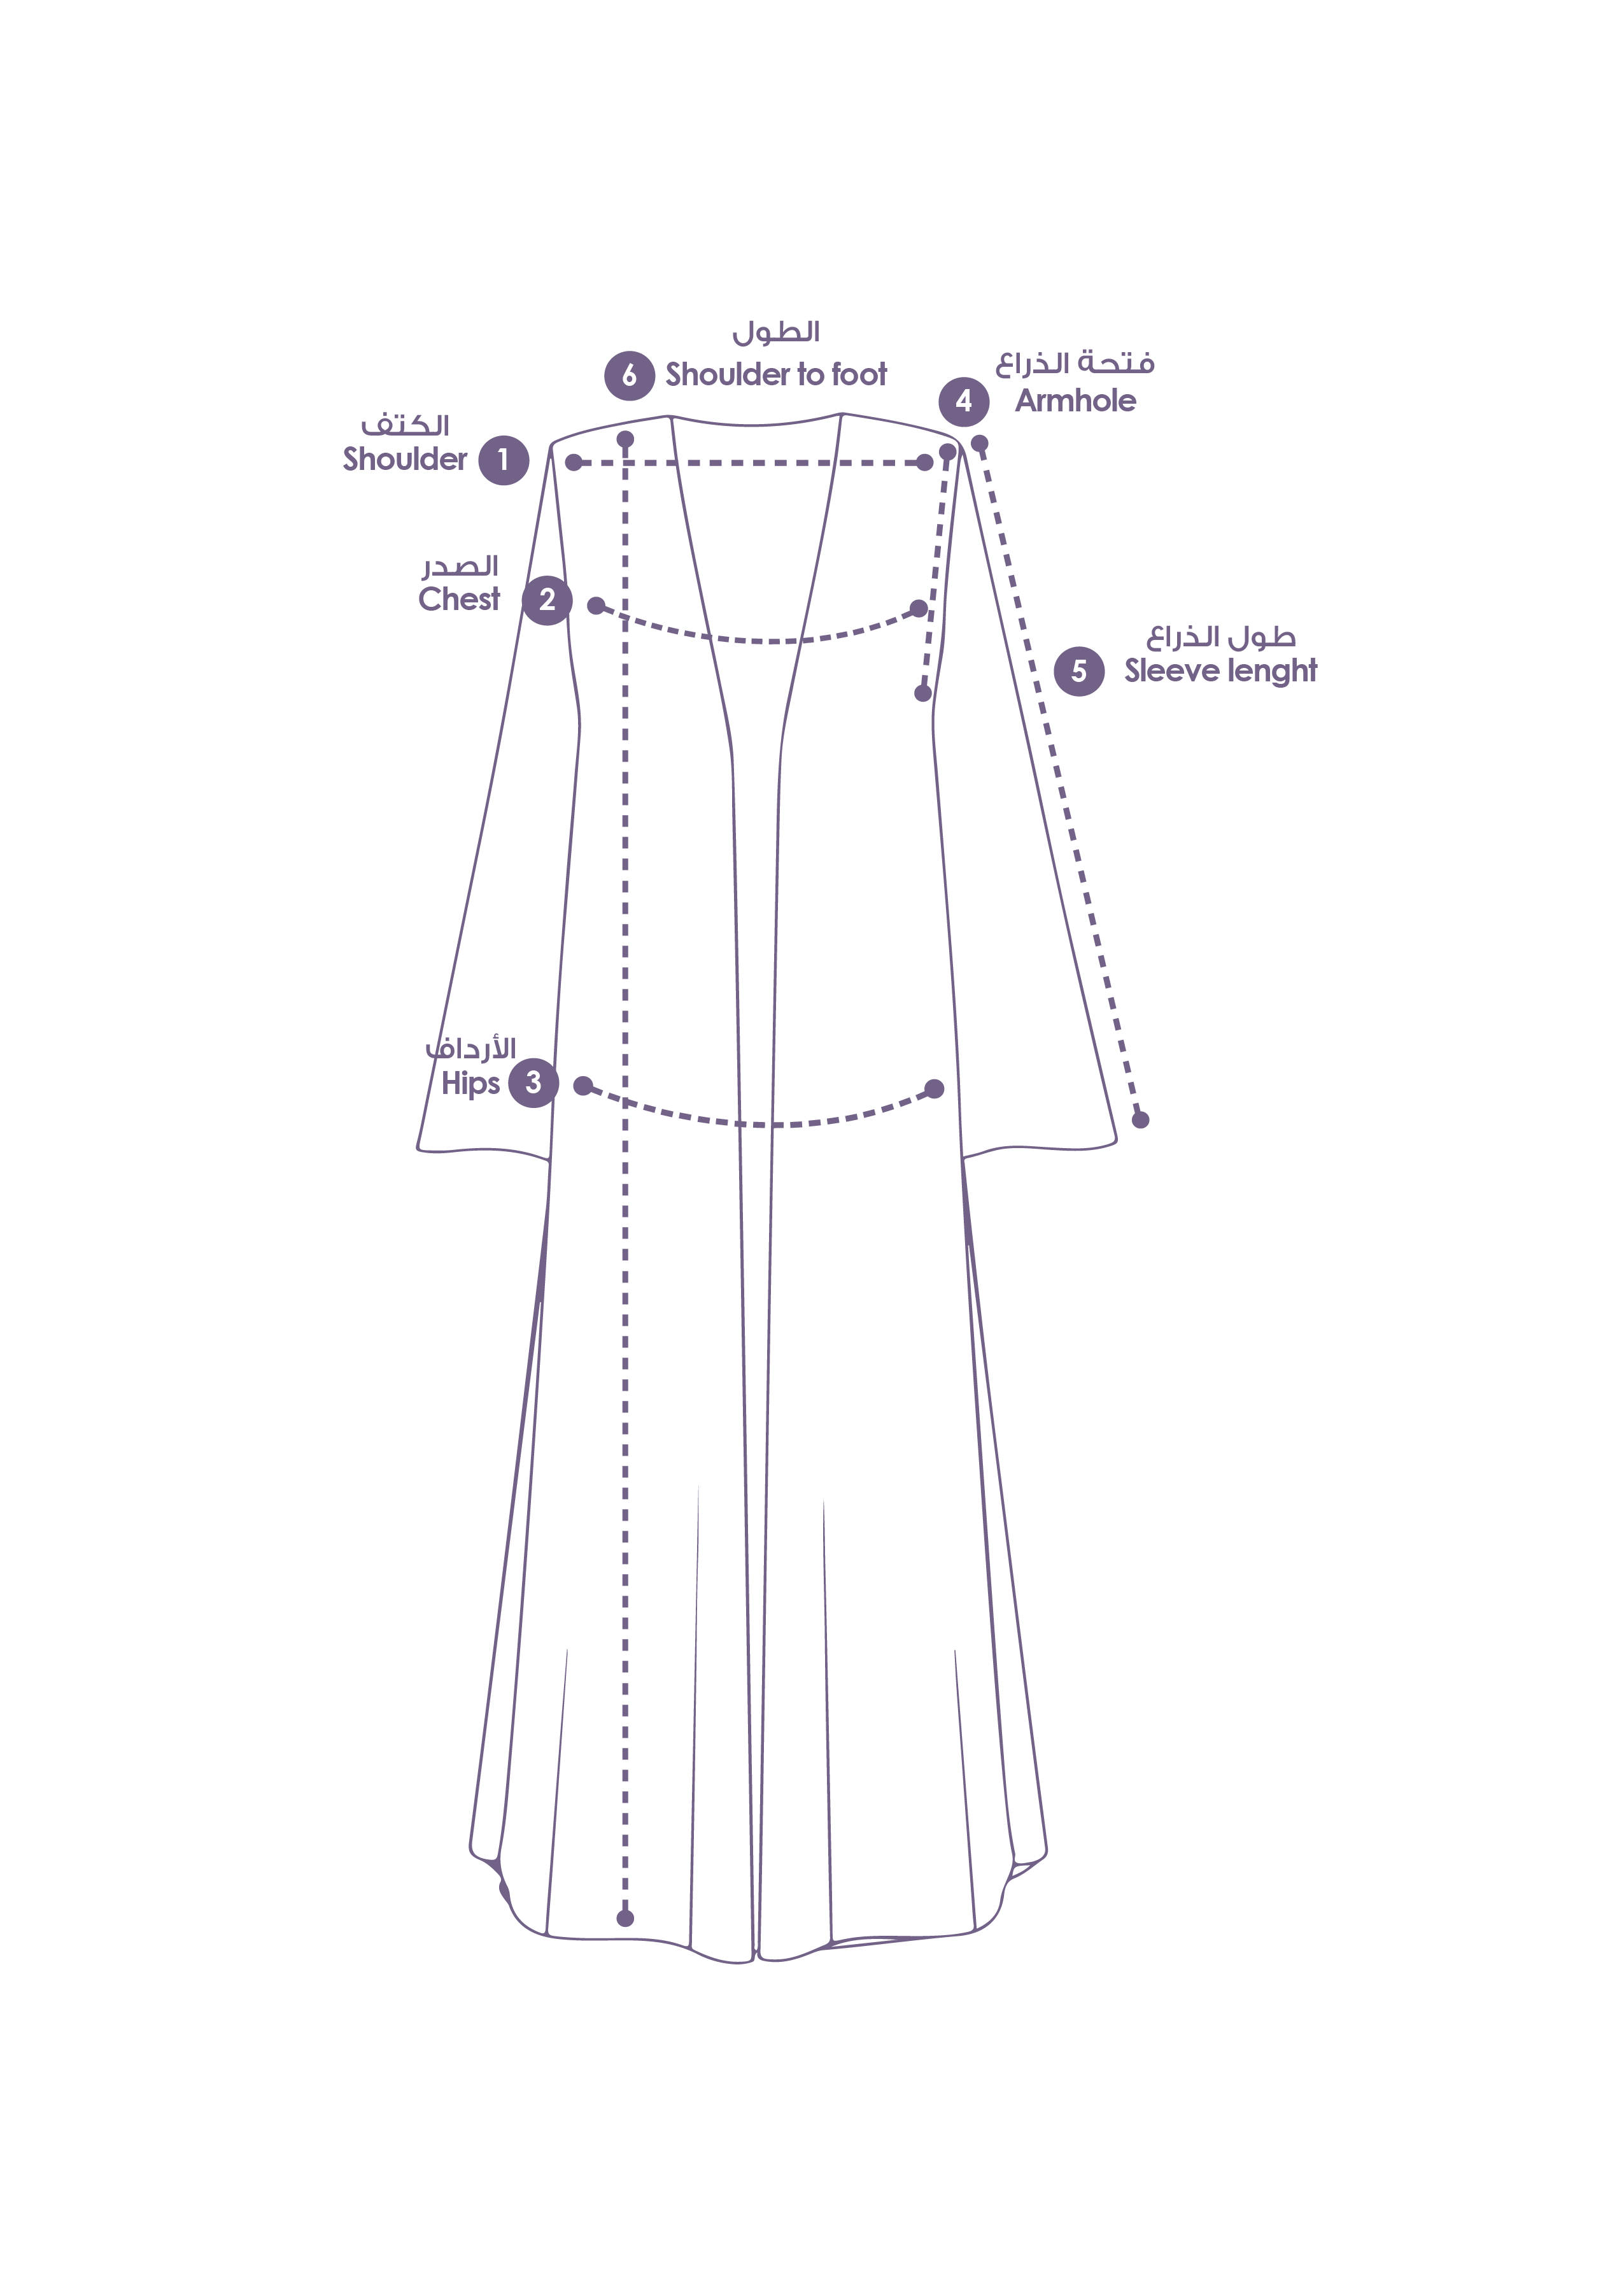 الطول
6 Shoulder to foot
فتحة الذراع
4 Armhole
الكتف
Shoulder 1
الصدر
Chest 2
طول الذراع
5 Sleeve lenght
الأرداف
Hips 3